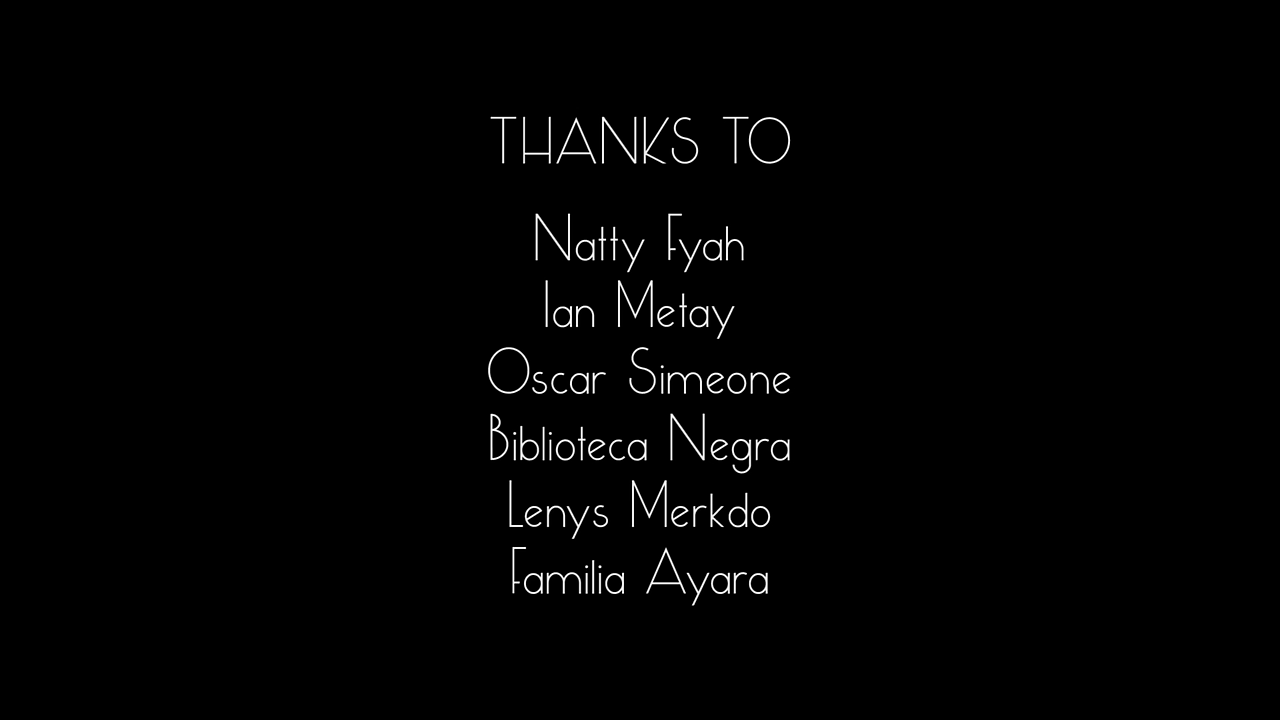 THANKS TO
Natty Fyah
Ian Metay
Oscar Simeone
Biblioteca Negra
Lenys Merkdo
Familia Ayara